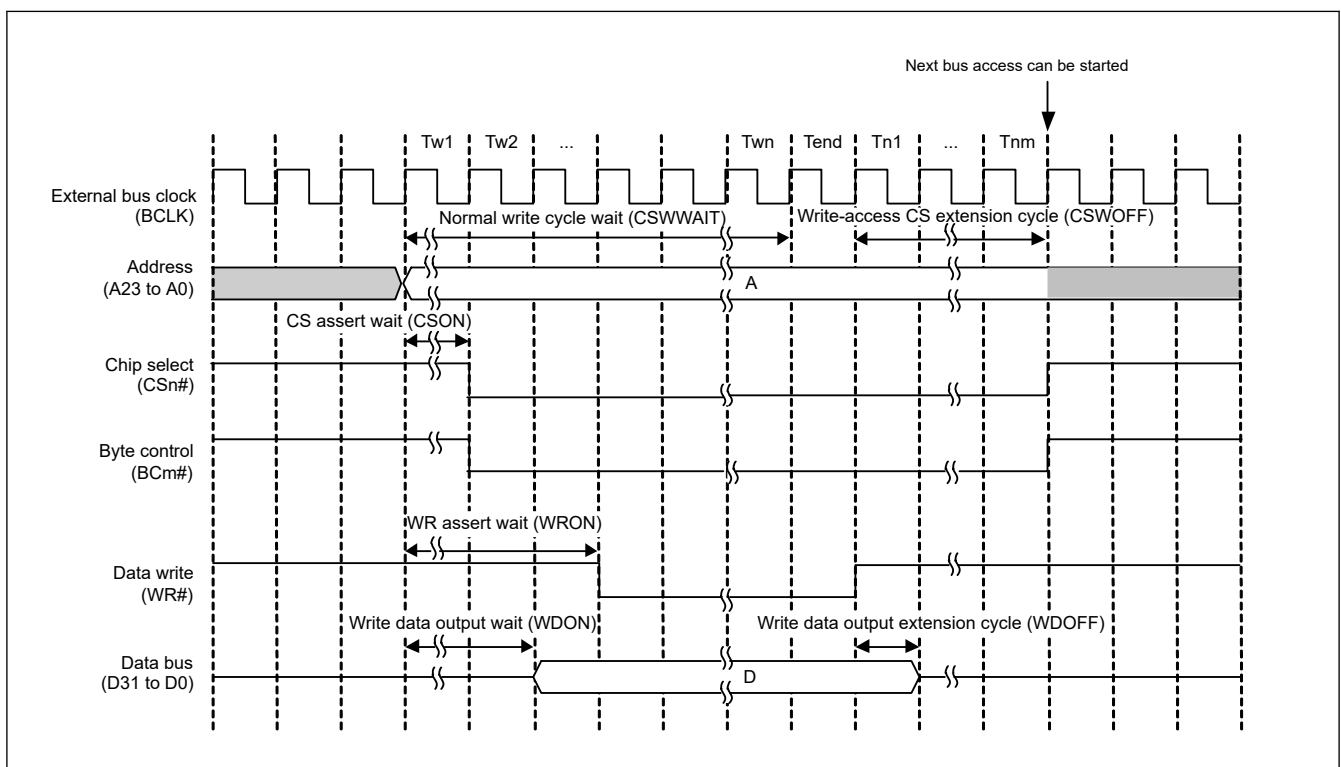 Next bus access can be started
Tw1 Tw2 ... Twn Tend Tn1 ... Tnm
External bus clock
(BCLK)
Normal write cycle wait (CSWWAIT) Write-access CS extension cycle (CSWOFF)
Address
(A23 to A0)
A
CS assert wait (CSON)
Chip select
(CSn#)
Byte control
(BCm#)
WR assert wait (WRON)
Data write
(WR#)
Write data output wait (WDON) Write data output extension cycle (WDOFF)
Data bus
(D31 to D0)
D